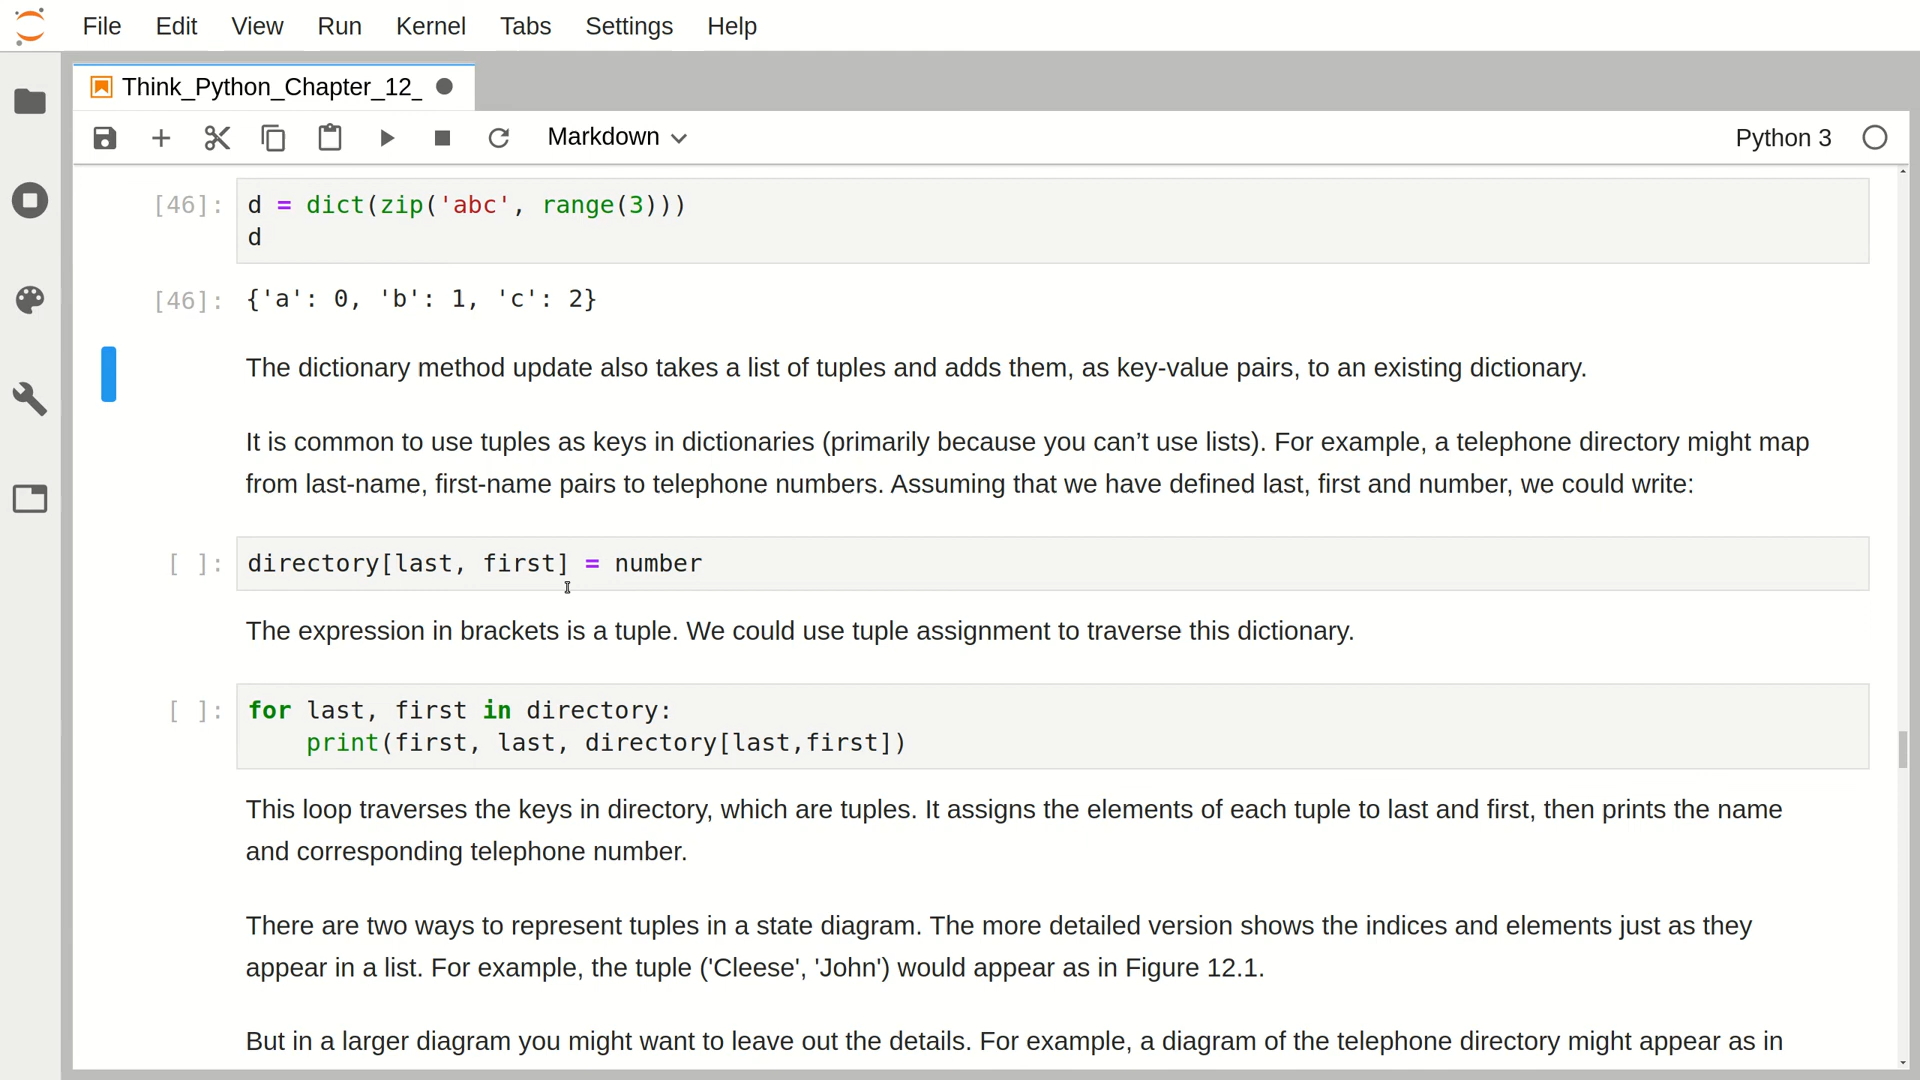 File Edit View Run Kernel Tabs Settings Help
Think_Python_Chapter_12_
Markdown Python 3
[46]: d = dict(zip('abc', range(3)))
d
[46]: {'a': 0, 'b': 1, 'c': 2}
The dictionary method update also takes a list of tuples and adds them, as key-value pairs, to an existing dictionary.
It is common to use tuples as keys in dictionaries (primarily because you can’t use lists). For example, a telephone directory might map
from last-name, first-name pairs to telephone numbers. Assuming that we have defined last, first and number, we could write:
[ ]: directory[last, first] = number
The expression in brackets is a tuple. We could use tuple assignment to traverse this dictionary.
[ ]: for last, first in directory:
    print(first, last, directory[last,first])
This loop traverses the keys in directory, which are tuples. It assigns the elements of each tuple to last and first, then prints the name
and corresponding telephone number.
There are two ways to represent tuples in a state diagram. The more detailed version shows the indices and elements just as they
appear in a list. For example, the tuple ('Cleese', 'John') would appear as in Figure 12.1.
But in a larger diagram you might want to leave out the details. For example, a diagram of the telephone directory might appear as in